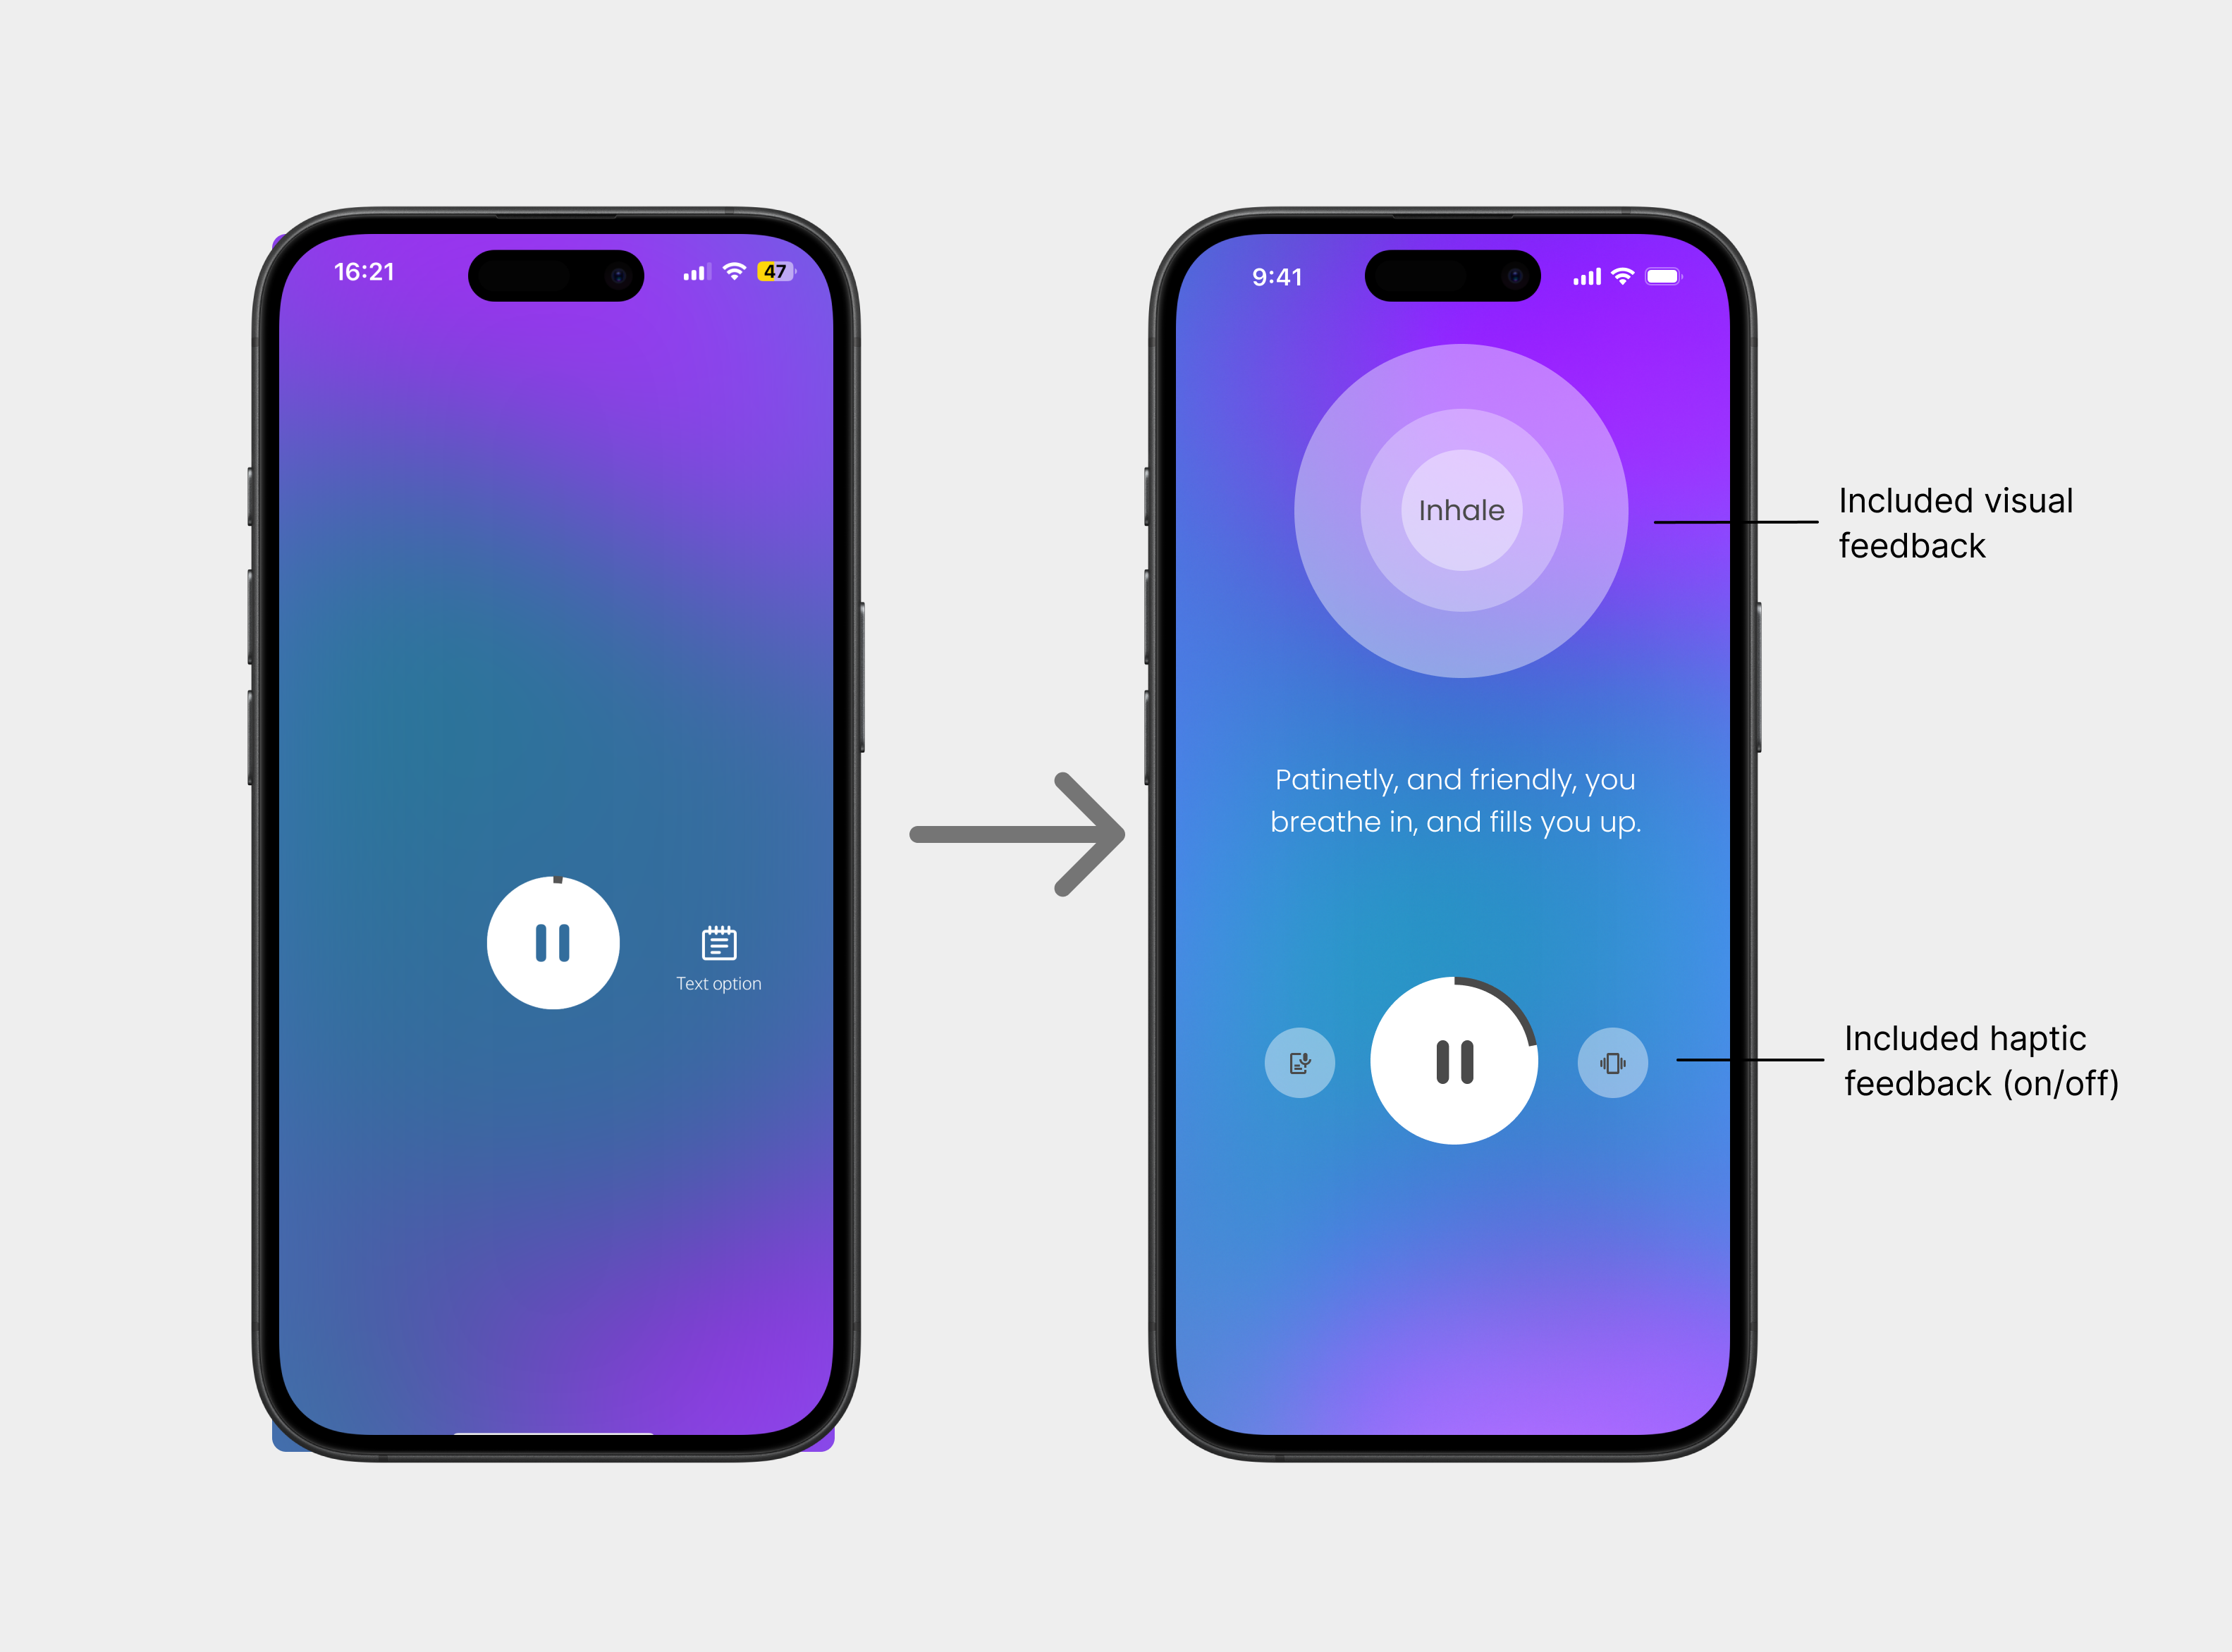 16:21
47
Text option
9:41
Inhale
Patinetly, and friendly, you
breathe in, and fills you up.
Included visual
feedback
Included haptic
feedback (on/off)